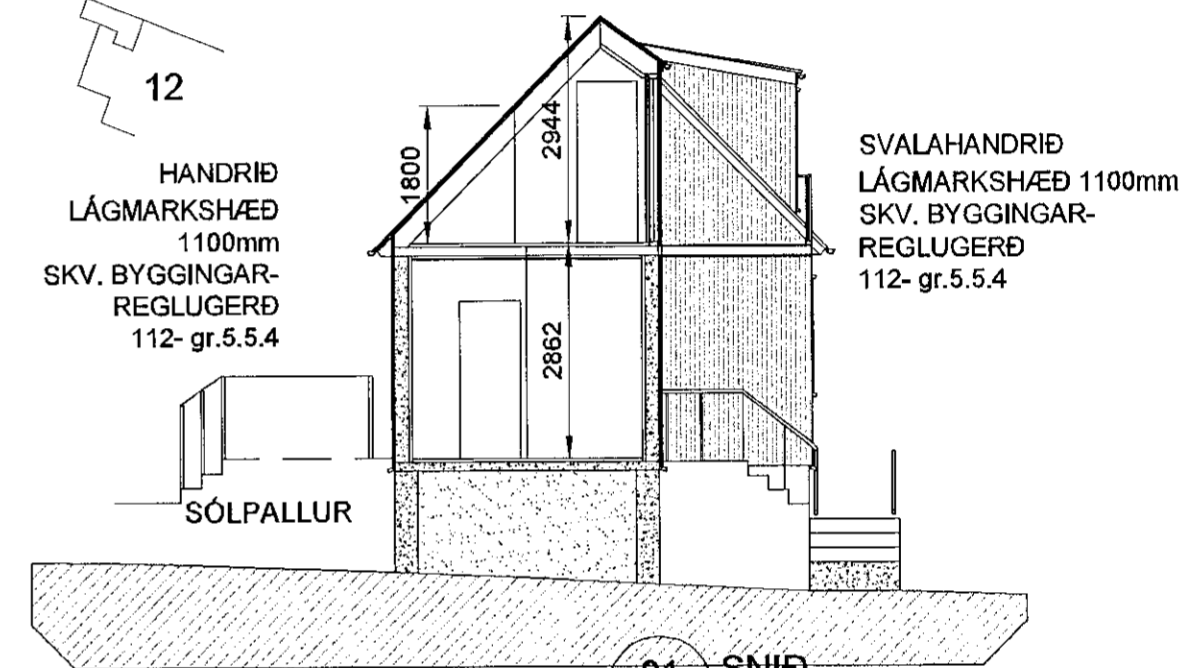 12
HANDRIÐ
LÁGMARKSHÆÐ
1100mm
SKV. BYGGINGAR-
REGLUGERÐ
112- gr.5.5.4
1800
2944
2862
SVALAHANDRIÐ
LÁGMARKSHÆÐ 1100mm
SKV. BYGGINGAR-
REGLUGERÐ
112- gr.5.5.4
SÓLPALLUR
SNIÐ